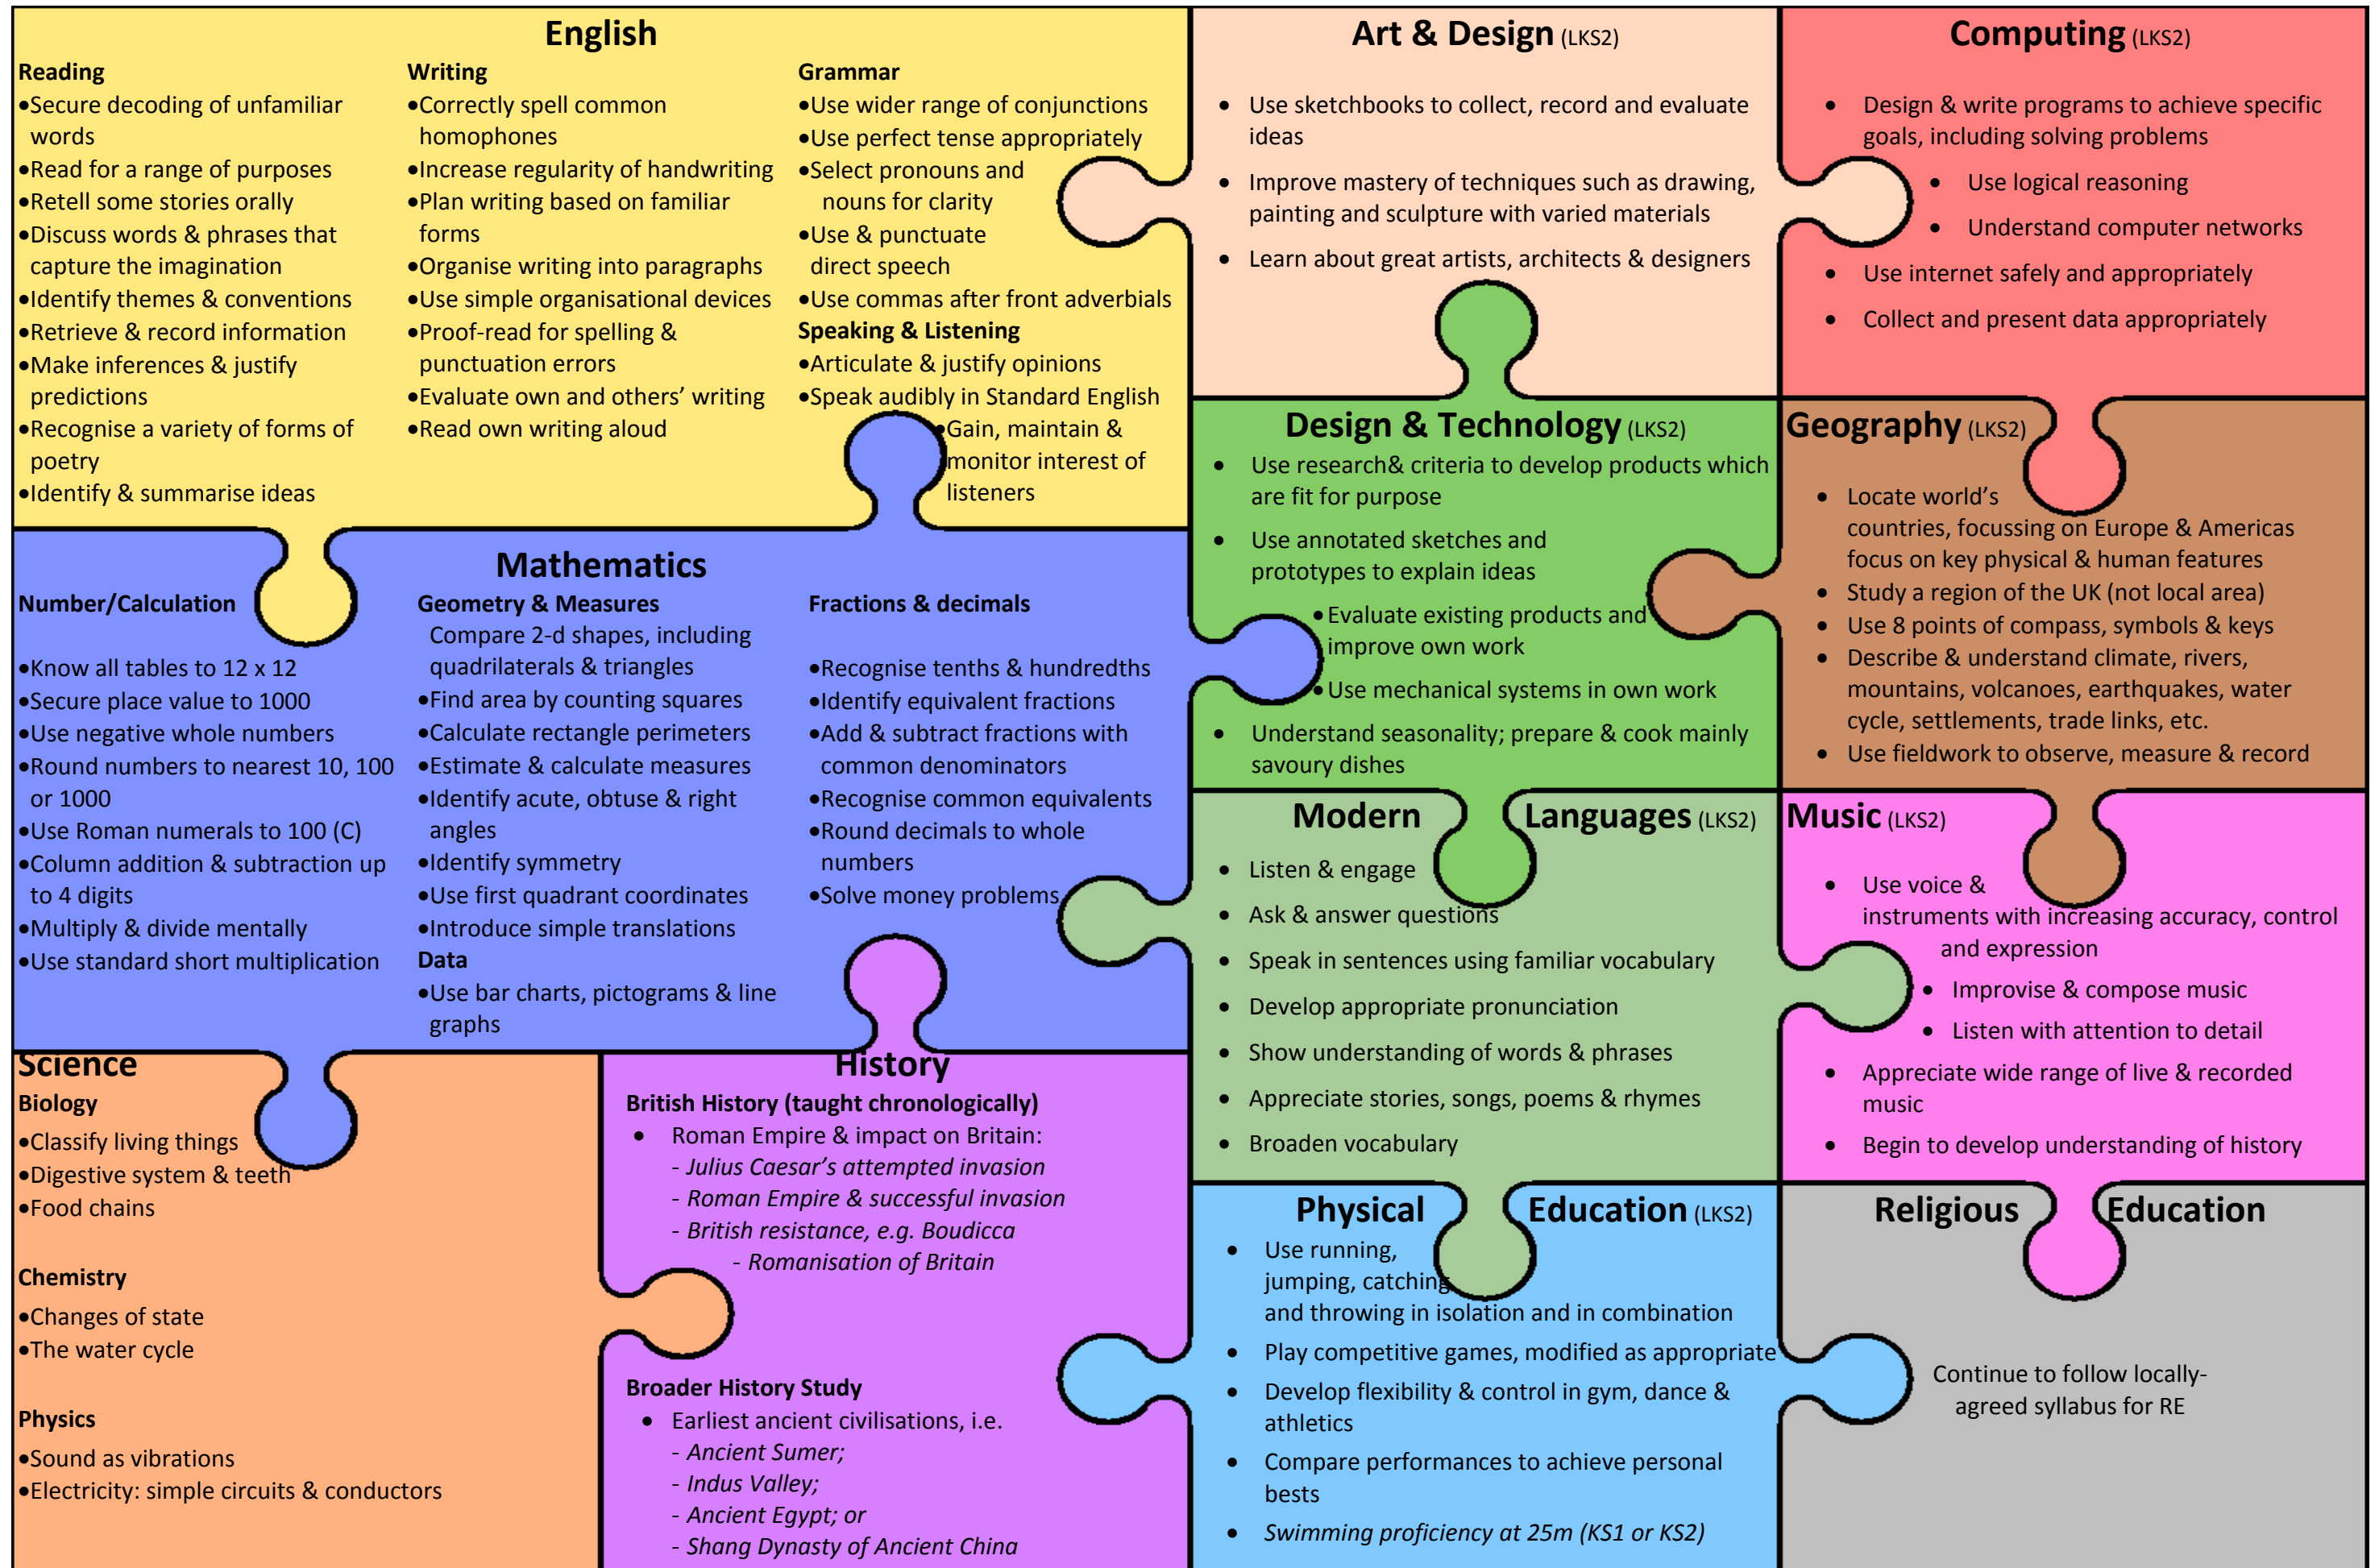 English
Reading
•Secure decoding of unfamiliar
words
•Read for a range of purposes
•Retell some stories orally
•Discuss words & phrases that
capture the imagination
•Identify themes & conventions
•Retrieve & record information
•Make inferences & justify
predictions
•Recognise a variety of forms of
poetry
•Identify & summarise ideas
Writing
•Correctly spell common
homophones
•Increase regularity of handwriting
•Plan writing based on familiar
forms
•Organise writing into paragraphs
•Use simple organisational devices
•Proof-read for spelling &
punctuation errors
•Evaluate own and others’ writing
•Read own writing aloud
Grammar
•Use wider range of conjunctions
•Use perfect tense appropriately
•Select pronouns and
nouns for clarity
•Use & punctuate
direct speech
•Use commas after front adverbials
Speaking & Listening
•Articulate & justify opinions
•Speak audibly in Standard English
•Gain, maintain &
monitor interest of
listeners
Art & Design (LKS2)
• Use sketchbooks to collect, record and evaluate
ideas
• Improve mastery of techniques such as drawing,
painting and sculpture with varied materials
• Learn about great artists, architects & designers
Computing (LKS2)
• Design & write programs to achieve specific
goals, including solving problems
• Use logical reasoning
• Understand computer networks
• Use internet safely and appropriately
• Collect and present data appropriately
Mathematics
Number/Calculation
•Know all tables to 12 x 12
•Secure place value to 1000
•Use negative whole numbers
•Round numbers to nearest 10, 100
or 1000
•Use Roman numerals to 100 (C)
•Column addition & subtraction up
to 4 digits
•Multiply & divide mentally
•Use standard short multiplication
Geometry & Measures
Compare 2-d shapes, including
quadrilaterals & triangles
•Find area by counting squares
•Calculate rectangle perimeters
•Estimate & calculate measures
•Identify acute, obtuse & right
angles
•Identify symmetry
•Use first quadrant coordinates
•Introduce simple translations
Data
•Use bar charts, pictograms & line
graphs
Fractions & decimals
•Recognise tenths & hundredths
•Identify equivalent fractions
•Add & subtract fractions with
common denominators
•Recognise common equivalents
•Round decimals to whole
numbers
•Solve money problems
Design & Technology (LKS2)
• Use research& criteria to develop products which
are fit for purpose
• Use annotated sketches and
prototypes to explain ideas
•Evaluate existing products and
improve own work
•Use mechanical systems in own work
• Understand seasonality; prepare & cook mainly
savoury dishes
Geography (LKS2)
• Locate world’s
countries, focussing on Europe & Americas
focus on key physical & human features
• Study a region of the UK (not local area)
• Use 8 points of compass, symbols & keys
• Describe & understand climate, rivers,
mountains, volcanoes, earthquakes, water
cycle, settlements, trade links, etc.
• Use fieldwork to observe, measure & record
Modern Languages (LKS2)
• Listen & engage
• Ask & answer questions
• Speak in sentences using familiar vocabulary
• Develop appropriate pronunciation
• Show understanding of words & phrases
• Appreciate stories, songs, poems & rhymes
• Broaden vocabulary
Music (LKS2)
• Use voice &
instruments with increasing accuracy, control
and expression
• Improvise & compose music
• Listen with attention to detail
• Appreciate wide range of live & recorded
music
• Begin to develop understanding of history
Science
Biology
•Classify living things
•Digestive system & teeth
•Food chains
Chemistry
•Changes of state
•The water cycle
Physics
•Sound as vibrations
•Electricity: simple circuits & conductors
History
British History (taught chronologically)
• Roman Empire & impact on Britain:
- Julius Caesar’s attempted invasion
- Roman Empire & successful invasion
- British resistance, e.g. Boudicca
- Romanisation of Britain
Broader History Study
• Earliest ancient civilisations, i.e.
- Ancient Sumer;
- Indus Valley;
- Ancient Egypt; or
- Shang Dynasty of Ancient China
Physical Education (LKS2)
• Use running,
jumping, catching
and throwing in isolation and in combination
• Play competitive games, modified as appropriate
• Develop flexibility & control in gym, dance &
athletics
• Compare performances to achieve personal
bests
• Swimming proficiency at 25m (KS1 or KS2)
Religious Education
Continue to follow locally-
agreed syllabus for RE